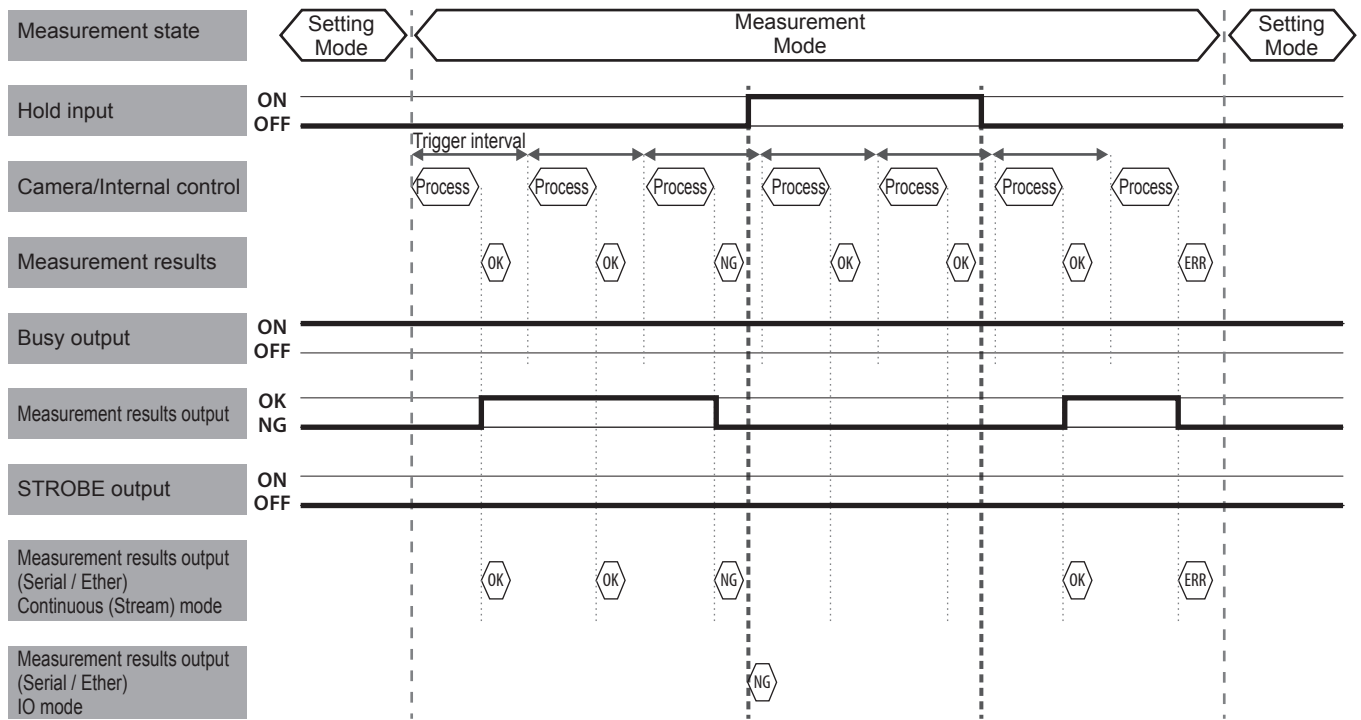 Measurement state
Setting
Mode
Measurement
Mode
Setting
Mode
Hold input
ON
OFF
Trigger interval
Camera/Internal control
Process
Process
Process
Process
Process
Process
Process
Measurement results
OK
OK
NG
OK
OK
OK
ERR
Busy output
ON
OFF
Measurement results output
OK
NG
STROBE output
ON
OFF
Measurement results output
(Serial / Ether)
Continuous (Stream) mode
OK
OK
NG
OK
ERR
Measurement results output
(Serial / Ether)
IO mode
NG